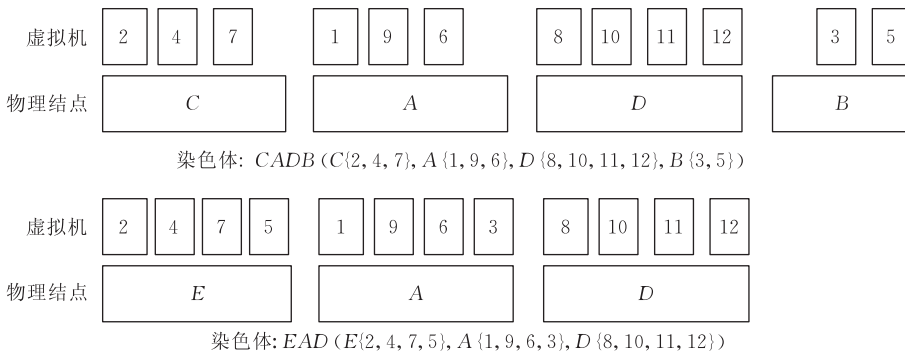 虚拟机 2 4 7 1 9 6 8 10 11 12 3 5
物理结点 C A D B
染色体: CADB (C{2, 4, 7}, A{1, 9, 6}, D{8, 10, 11, 12}, B{3, 5})
虚拟机 2 4 7 5 1 9 6 3 8 10 11 12
物理结点 E A D
染色体: EAD (E{2, 4, 7, 5}, A{1, 9, 6, 3}, D{8, 10, 11, 12})